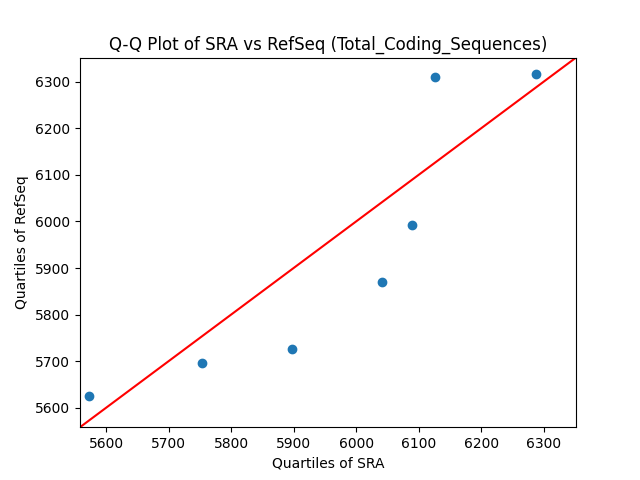 Q-Q Plot of SRA vs RefSeq (Total_Coding_Sequences)
6300
6200
6100
6000
5900
5800
5700
5600
Quartiles of RefSeq
5600 5700 5800 5900 6000 6100 6200 6300
Quartiles of SRA